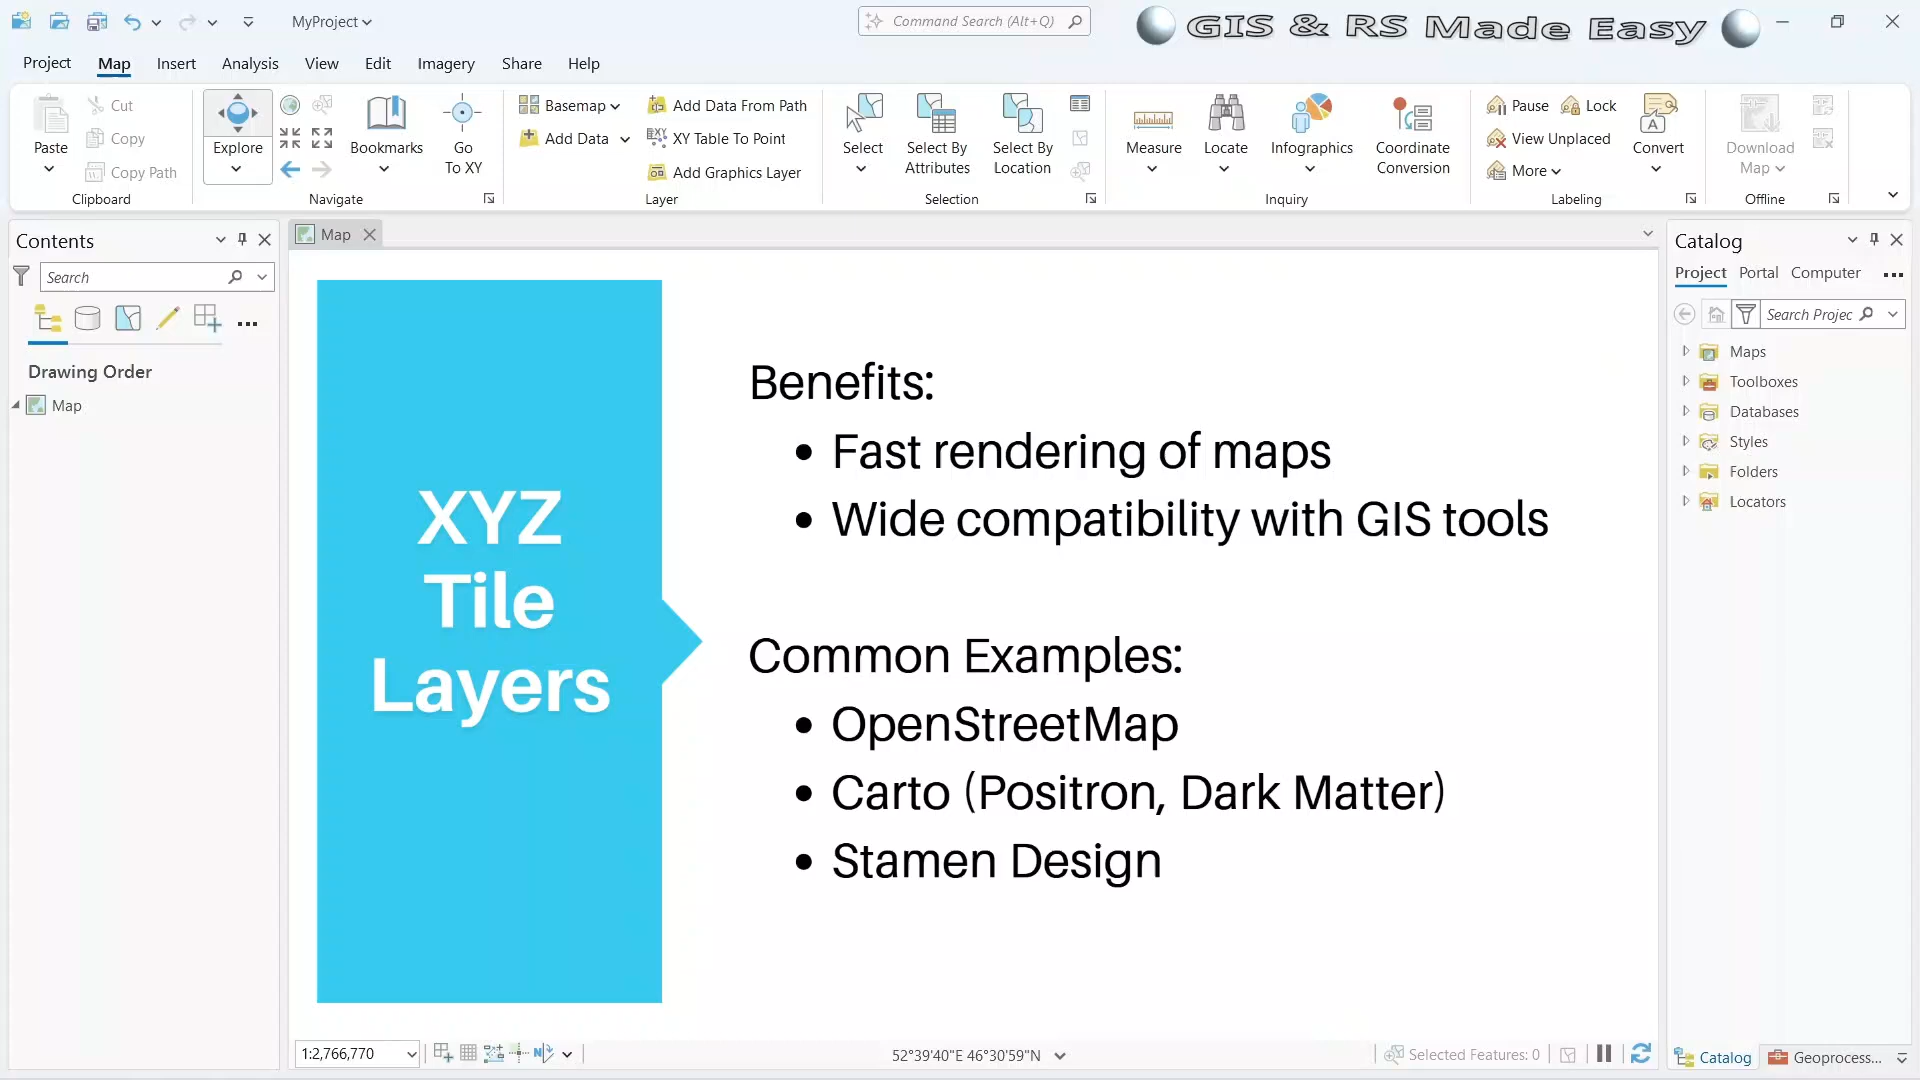 MyProject
Command Search (Alt+Q)
GIS & RS Made Easy
Project Map Insert Analysis View Edit Imagery Share Help
Paste
Cut
Copy
Copy Path
Clipboard
Explore
Bookmarks
Go
To XY
Navigate
Basemap
Add Data
Add Data From Path
XY Table To Point
Add Graphics Layer
Layer
Select
Select By
Attributes
Select By
Location
Selection
Measure
Locate
Infographics
Coordinate
Conversion
Inquiry
Pause
Lock
View Unplaced
More
Convert
Labeling
Download
Map
Offline
Contents
Search
Drawing Order
Map
Map
XYZ
Tile
Layers
Benefits:
• Fast rendering of maps
• Wide compatibility with GIS tools
Common Examples:
• OpenStreetMap
• Carto (Positron, Dark Matter)
• Stamen Design
1:2,766,770
52°39'40"E 46°30'59"N
Selected Features: 0
Catalog
Project Portal Computer
Search Projec
Maps
Toolboxes
Databases
Styles
Folders
Locators
Catalog
Geoprocess...